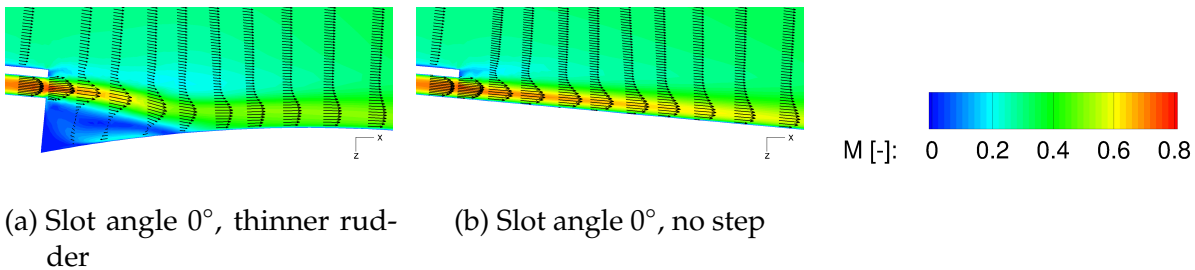 x
z
x
z
M [-]: 0 0.2 0.4 0.6 0.8
(a) Slot angle 0°, thinner rud-
der
(b) Slot angle 0°, no step